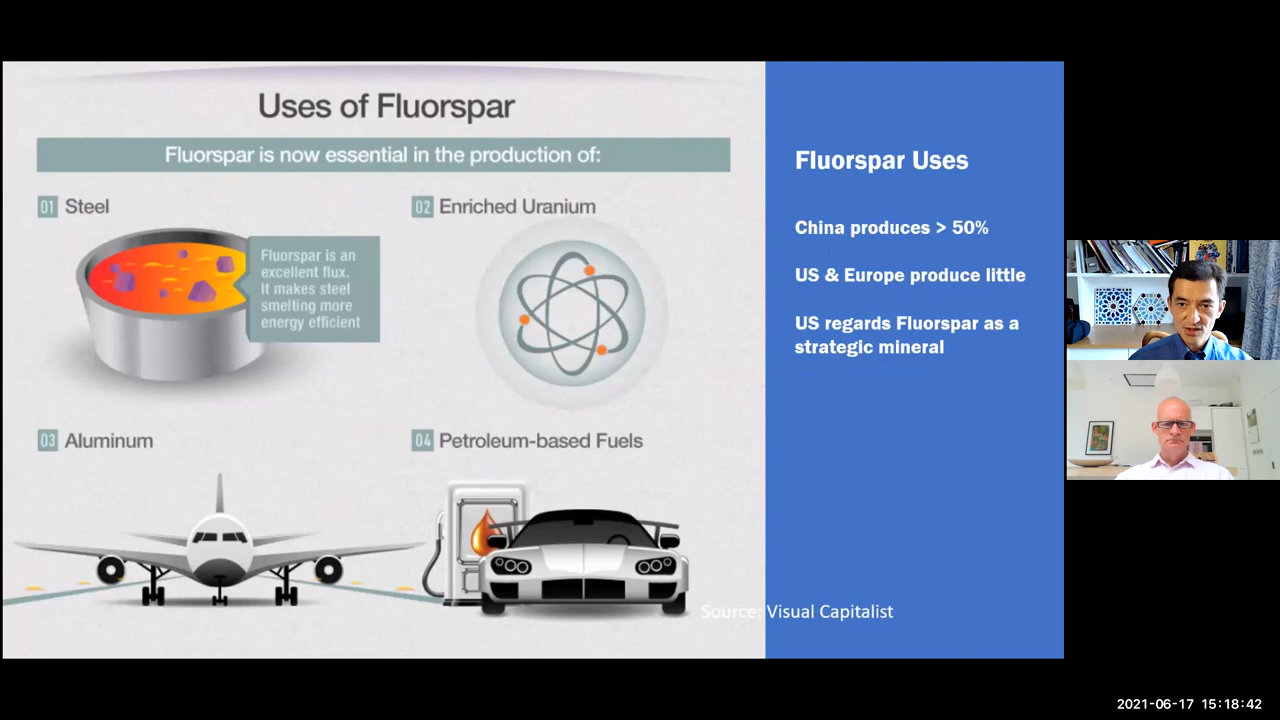 Uses of Fluorspar
Fluorspar is now essential in the production of:
01 Steel
Fluorspar is an
excellent flux.
It makes steel
smelting more
energy efficient
02 Enriched Uranium
03 Aluminum
04 Petroleum-based Fuels
Source: Visual Capitalist
Fluorspar Uses
China produces > 50%
US & Europe produce little
US regards Fluorspar as a
strategic mineral
2021-06-17 15:18:42